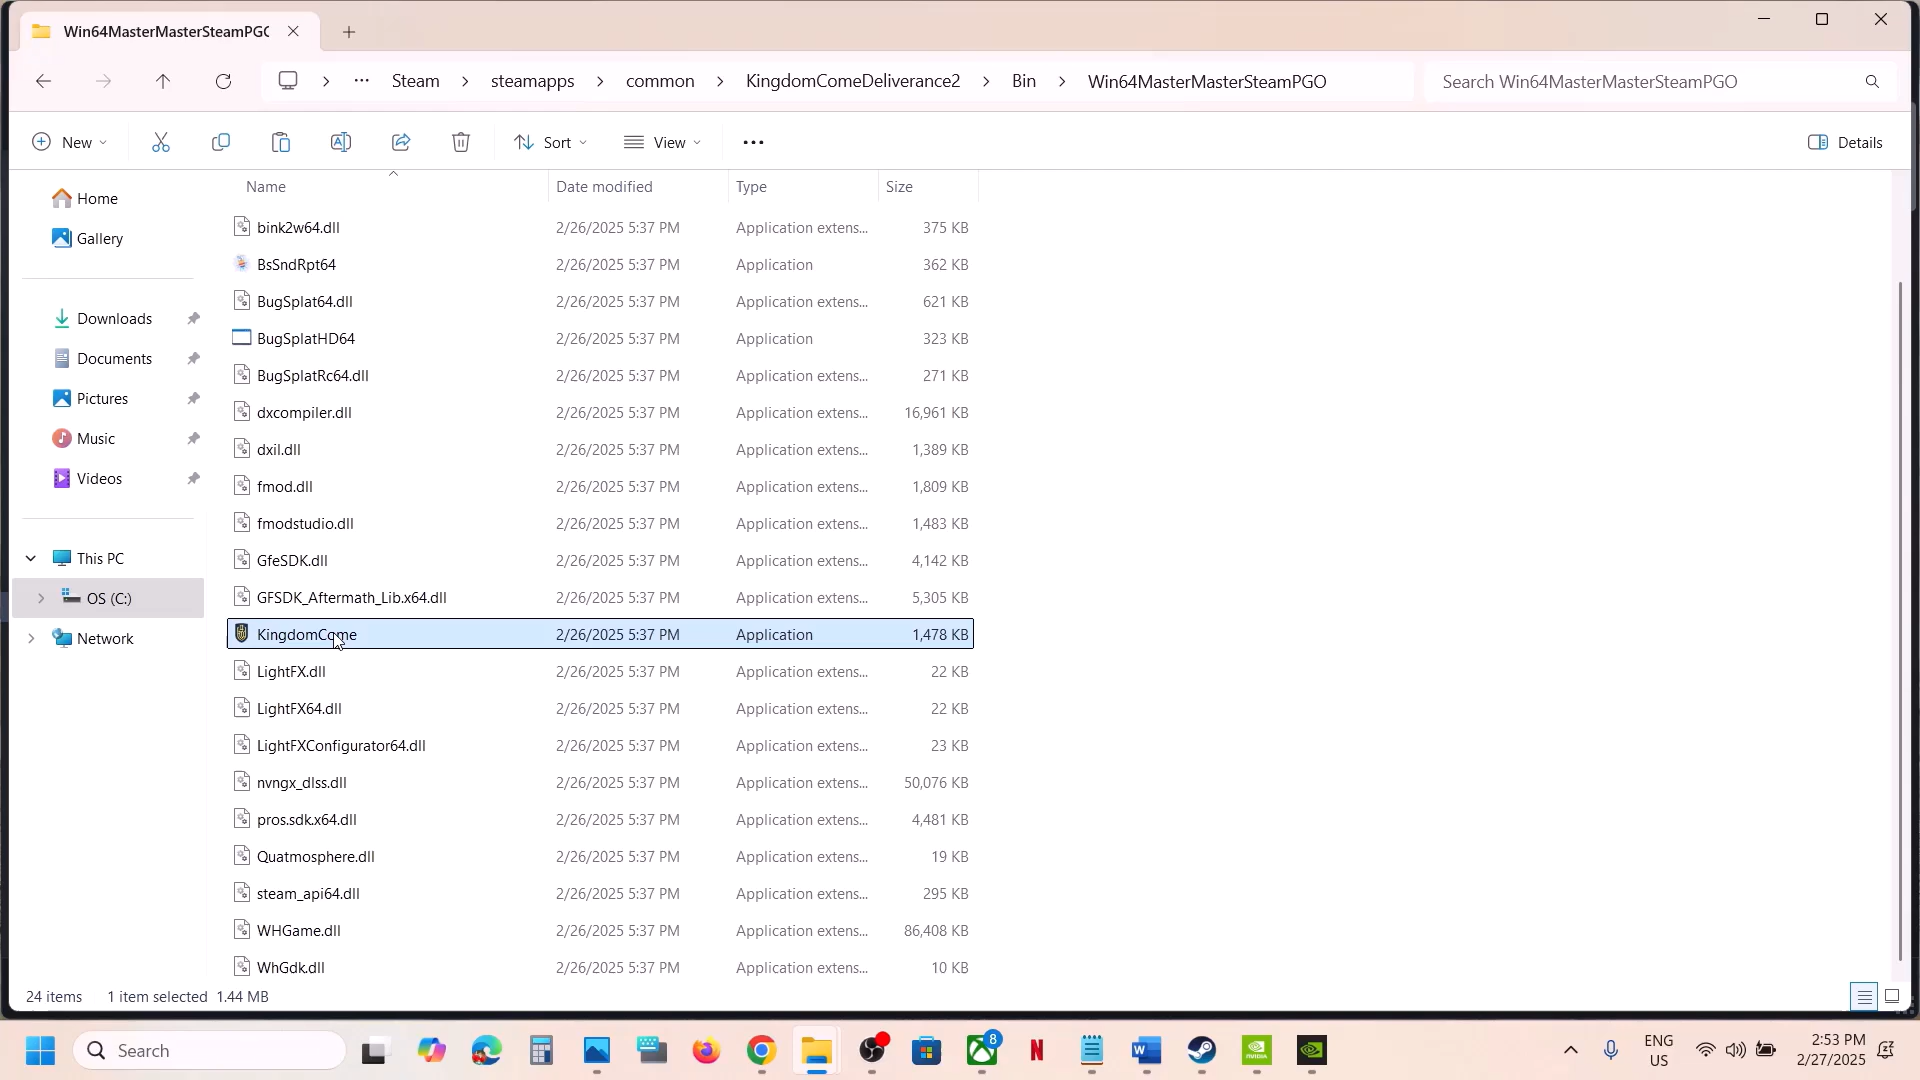 Win64MasterMasterSteamPGO
Steam > steamapps > common > KingdomComeDeliverance2 > Bin > Win64MasterMasterSteamPGO
Search Win64MasterMasterSteamPGO
New
Sort
View
Details
Home
Gallery
Downloads
Documents
Pictures
Music
Videos
This PC
OS (C:)
Network
Name Date modified Type Size
bink2w64.dll 2/26/2025 5:37 PM Application extens... 375 KB
BsSndRpt64 2/26/2025 5:37 PM Application 362 KB
BugSplat64.dll 2/26/2025 5:37 PM Application extens... 621 KB
BugSplatHD64 2/26/2025 5:37 PM Application 323 KB
BugSplatRc64.dll 2/26/2025 5:37 PM Application extens... 271 KB
dxcompiler.dll 2/26/2025 5:37 PM Application extens... 16,961 KB
dxil.dll 2/26/2025 5:37 PM Application extens... 1,389 KB
fmod.dll 2/26/2025 5:37 PM Application extens... 1,809 KB
fmodstudio.dll 2/26/2025 5:37 PM Application extens... 1,483 KB
GfeSDK.dll 2/26/2025 5:37 PM Application extens... 4,142 KB
GFSDK_Aftermath_Lib.x64.dll 2/26/2025 5:37 PM Application extens... 5,305 KB
KingdomCome 2/26/2025 5:37 PM Application 1,478 KB
LightFX.dll 2/26/2025 5:37 PM Application extens... 22 KB
LightFX64.dll 2/26/2025 5:37 PM Application extens... 22 KB
LightFXConfigurator64.dll 2/26/2025 5:37 PM Application extens... 23 KB
nvngx_dlss.dll 2/26/2025 5:37 PM Application extens... 50,076 KB
pros.sdk.x64.dll 2/26/2025 5:37 PM Application extens... 4,481 KB
Quatmosphere.dll 2/26/2025 5:37 PM Application extens... 19 KB
steam_api64.dll 2/26/2025 5:37 PM Application extens... 295 KB
WHGame.dll 2/26/2025 5:37 PM Application extens... 86,408 KB
WhGdk.dll 2/26/2025 5:37 PM Application extens... 10 KB
24 items 1 item selected 1.44 MB
Search
8
N
W
NVIDIA
ENG
US
2:53 PM
2/27/2025